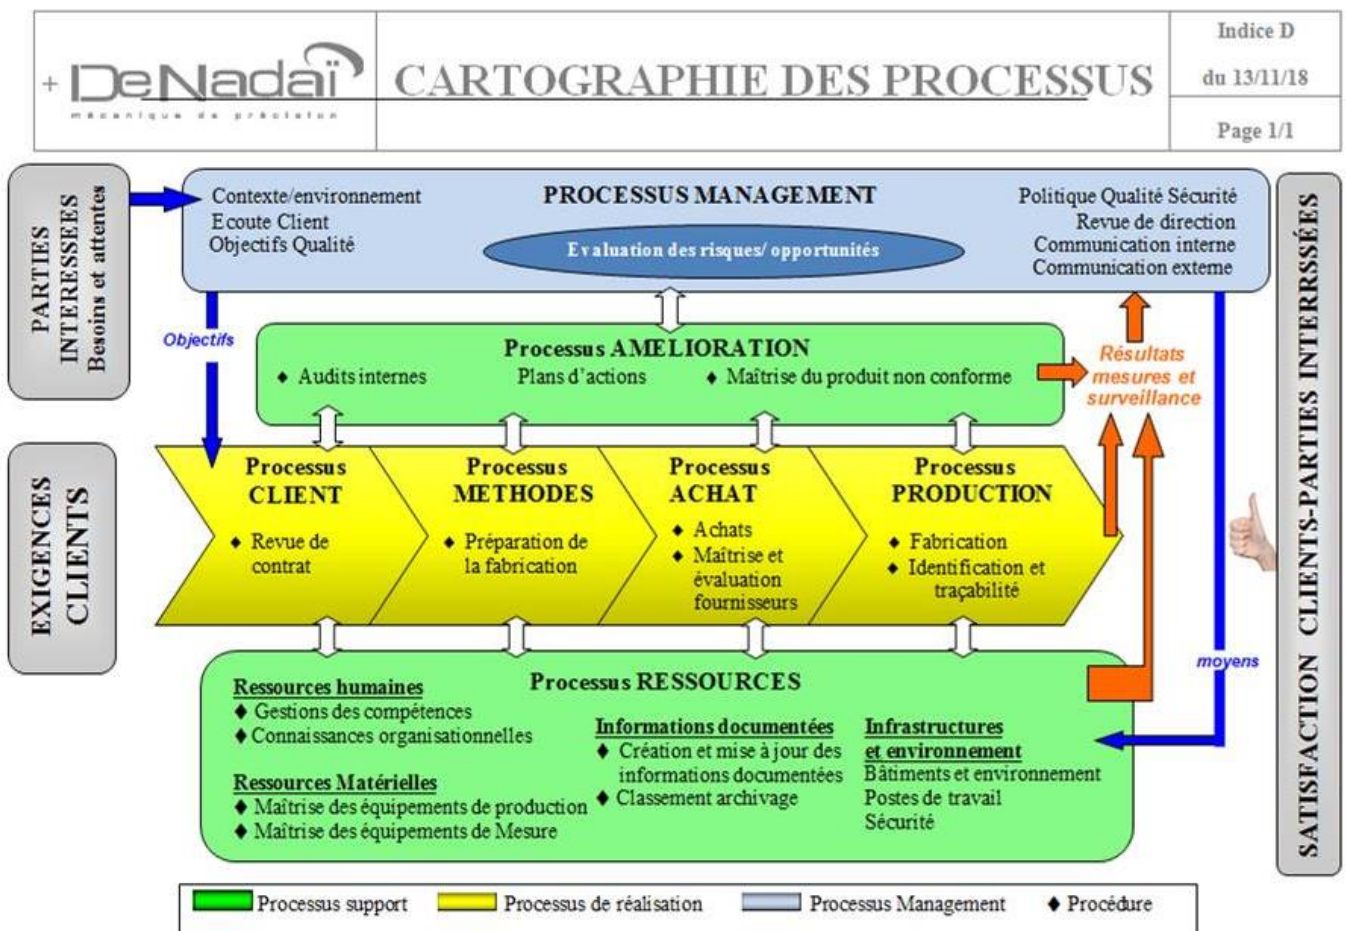 + DeNadaï
mécanique de précision
CARTOGRAPHIE DES PROCESSUS
Indice D
du 13/11/18
Page 1/1
PARTIES
INTERESSES
Besoins et attentes
EXIGENCES
CLIENTS
Contexte/environnement
Ecoute Client
Objectifs Qualité
PROCESSUS MANAGEMENT
Evaluation des risques/ opportunités
Politique Qualité Sécurité
Revue de direction
Communication interne
Communication externe
Objectifs
Processus AMELIORATION
♦ Audits internes
Plans d'actions
♦ Maîtrise du produit non conforme
Résultats
mesures et
surveillance
Processus
CLIENT
♦ Revue de
contrat
Processus
METHODES
♦ Préparation de
la fabrication
Processus
ACHAT
♦ Achats
♦ Maîtrise et
évaluation
fournisseurs
Processus
PRODUCTION
♦ Fabrication
♦ Identification et
traçabilité
moyens
Processus RESSOURCES
Ressources humaines
♦ Gestions des compétences
♦ Connaissances organisationnelles
Ressources Matérielles
♦ Maîtrise des équipements de production
♦ Maîtrise des équipements de Mesure
Informations documentées
♦ Création et mise à jour des
informations documentées
♦ Classement archivage
Infrastructures
et environnement
Bâtiments et environnement
Postes de travail
Sécurité
SATISFACTION CLIENTS-PARTIES INTERRSSÉES
Processus support
Processus de réalisation
Processus Management
♦ Procédure